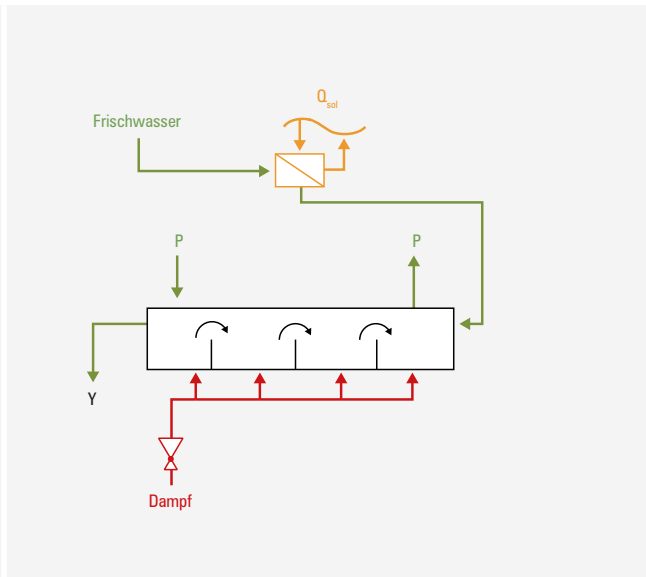 Q_sol
Frischwasser
P
P
Y
Dampf